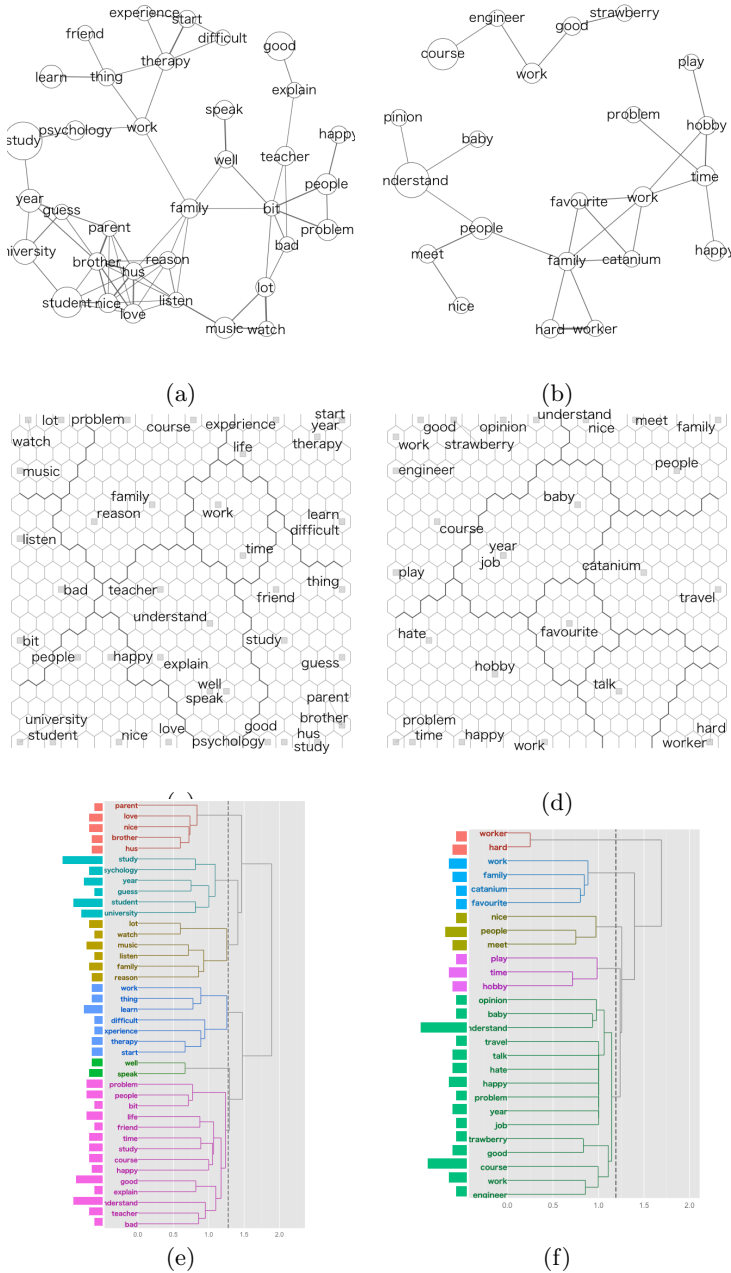 experience
start
friend
difficult
good
therapy
learn
thing
explain
speak
work
psychology
study
happy
well
teacher
people
year
guess
family
bit
parent
problem
niversity
brother
reason
bad
hus
student
nice
listen
love
lot
music
watch
(a)
engineer
strawberry
good
course
work
play
pinion
problem
hobby
baby
nderstand
time
favourite
work
people
happy
meet
family
catanium
nice
hard
worker
(b)
lot
problem
course
experience
start
year
watch
life
therapy
music
family
reason
work
learn
difficult
listen
time
thing
bad
teacher
friend
understand
bit
study
people
happy
explain
guess
well
speak
parent
university
student
nice
love
good
brother
psychology
hus
study
understand
good
opinion
nice
meet
family
work
strawberry
engineer
people
baby
course
year
job
catanium
play
travel
hate
favourite
hobby
talk
problem
time
happy
work
hard
worker
(d)
parent
love
nice
brother
hus
study
sychology
year
guess
student
university
lot
watch
music
listen
family
reason
work
thing
learn
difficult
xperience
therapy
start
well
speak
problem
people
bit
life
friend
time
study
course
happy
good
explain
nderstand
teacher
bad
0.0 0.5 1.0 1.5 2.0
(e)
worker
hard
work
family
catanium
favourite
nice
people
meet
play
time
hobby
opinion
baby
nderstand
travel
talk
hate
happy
problem
year
job
trawberry
good
course
work
engineer
0.0 0.5 1.0 1.5 2.0
(f)